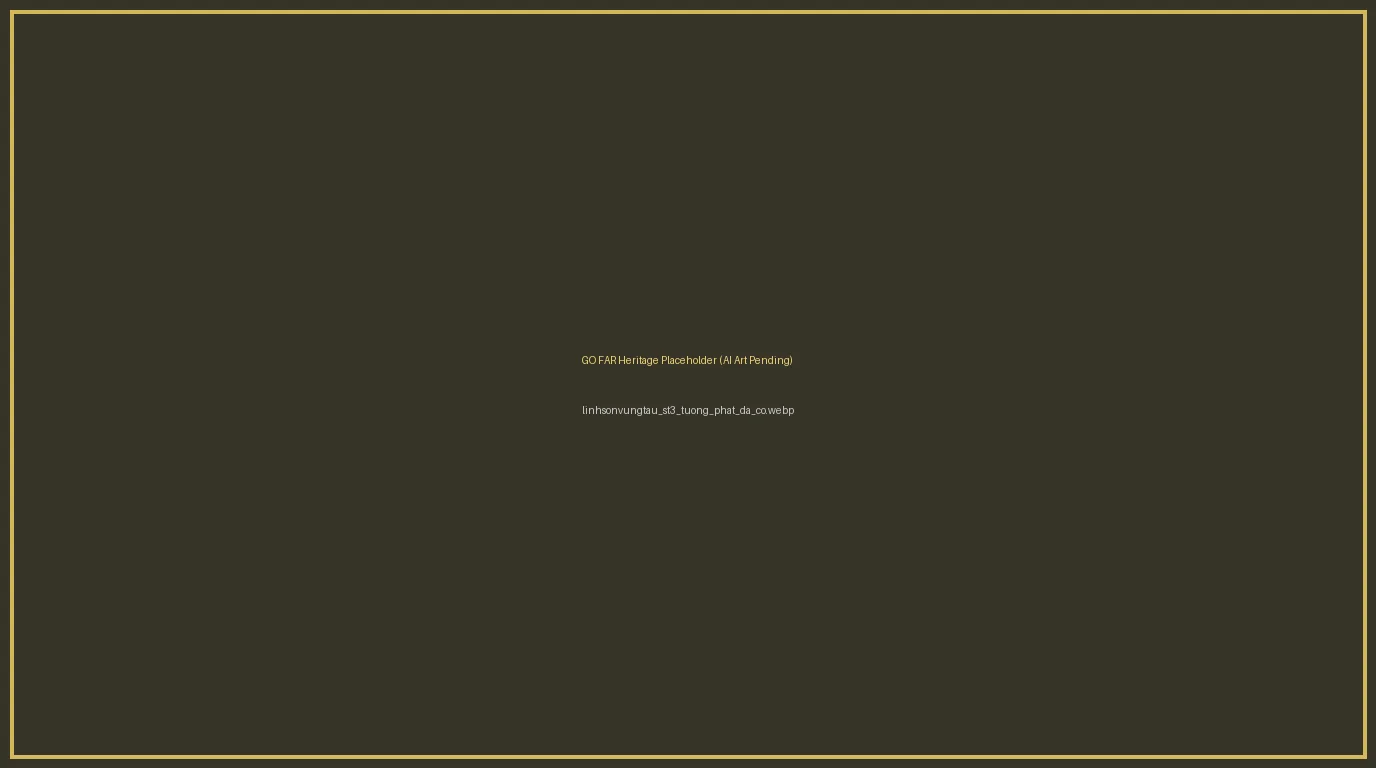 GO FAR Heritage Placeholder (AI Art Pending)
linhsonvungtau_st3_tuong_phat_da_co.webp